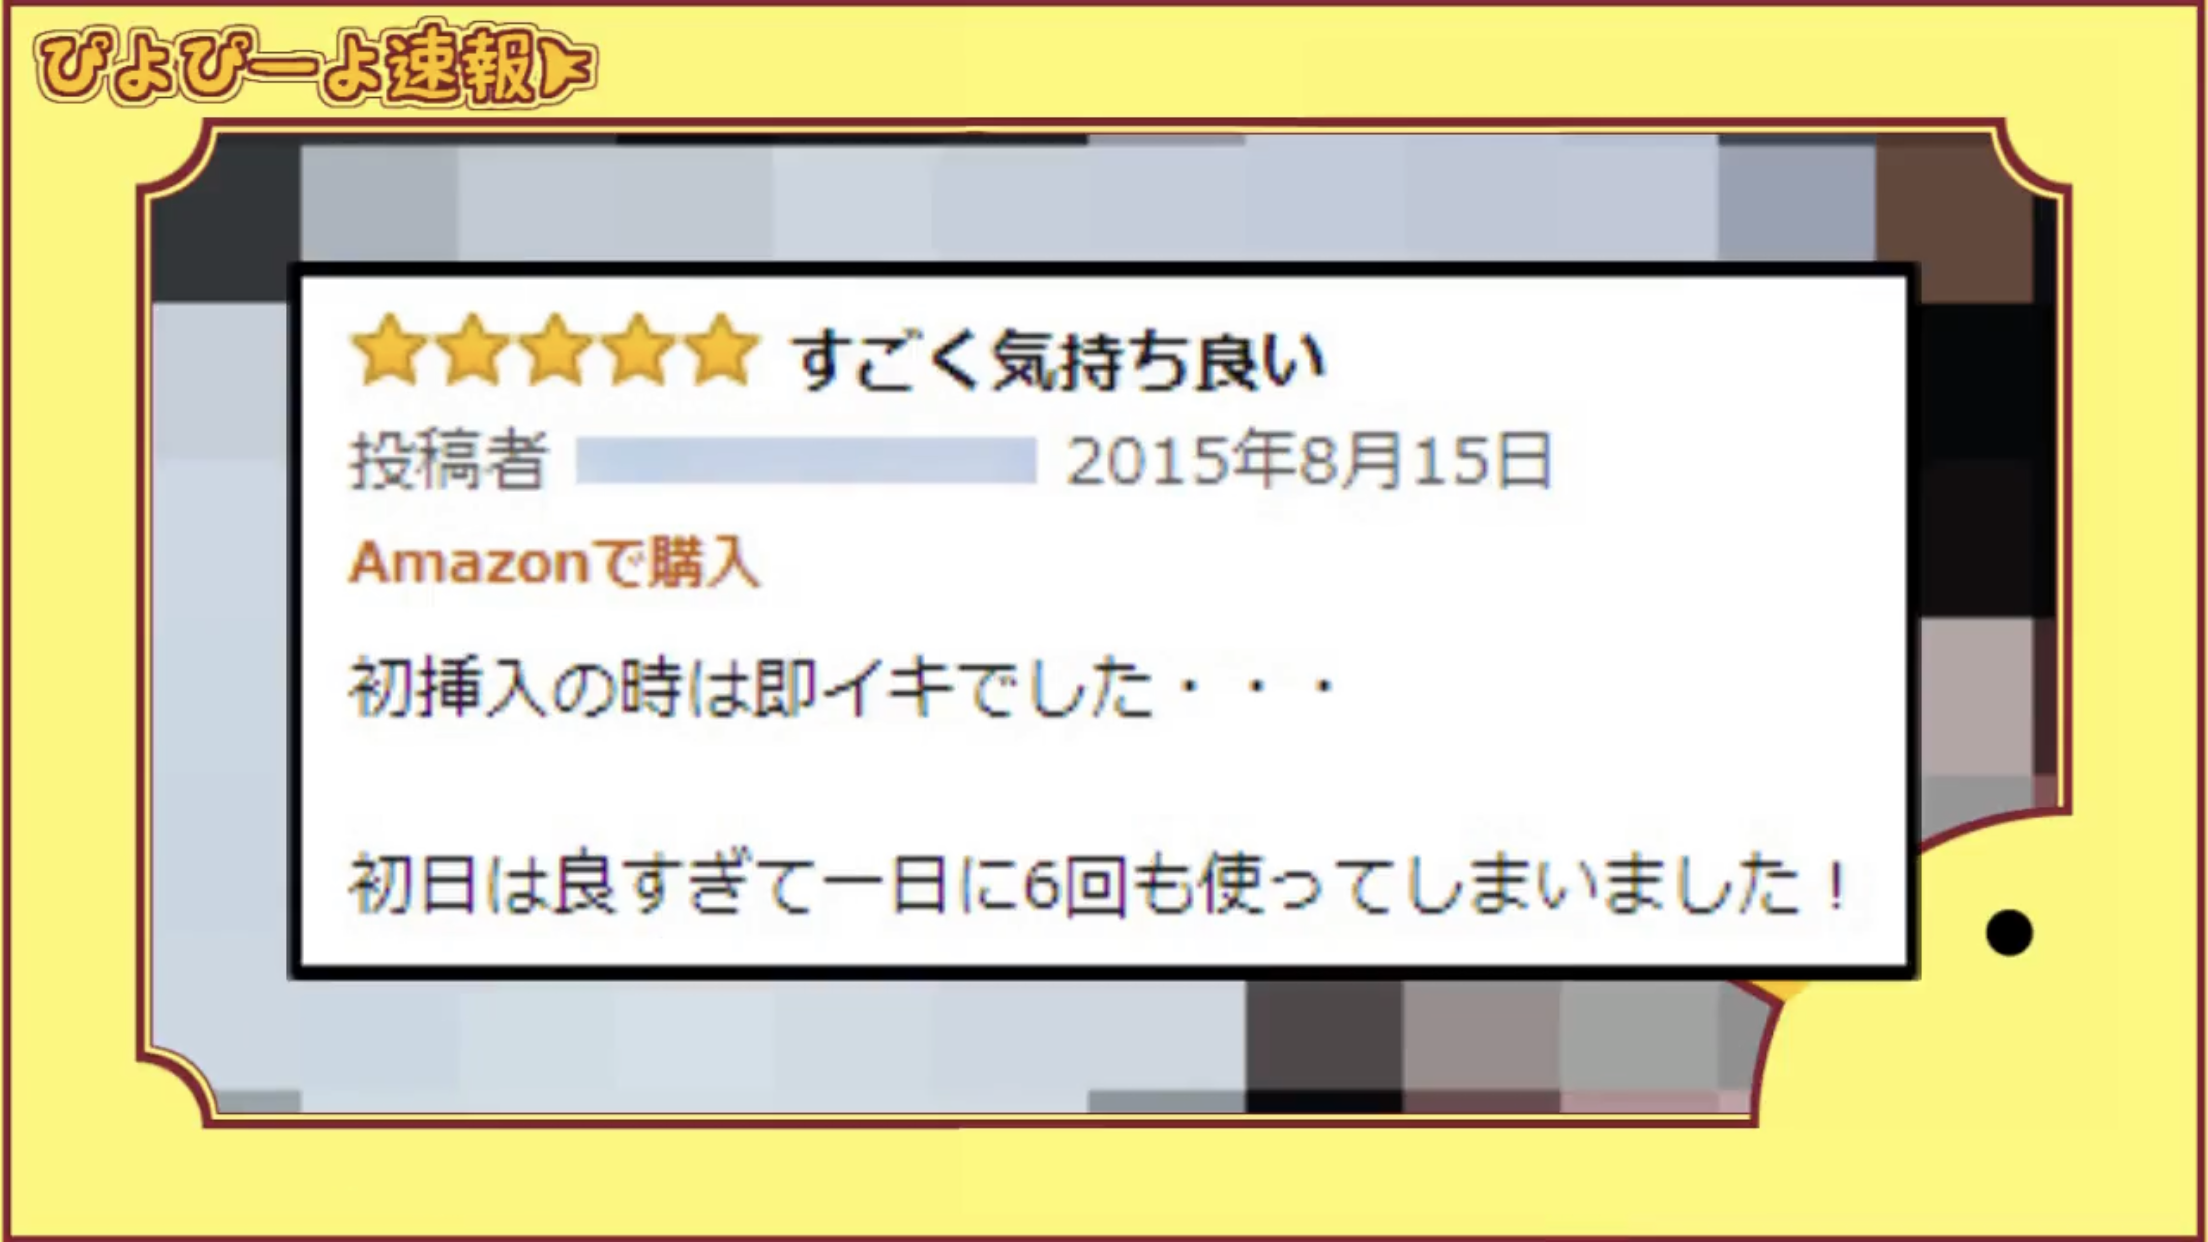 ぴよぴーよ速報
すごく気持ち良い
投稿者 2015年8月15日
Amazonで購入
初挿入の時は即イキでした・・・
初日は良すぎて一日に6回も使ってしまいました！